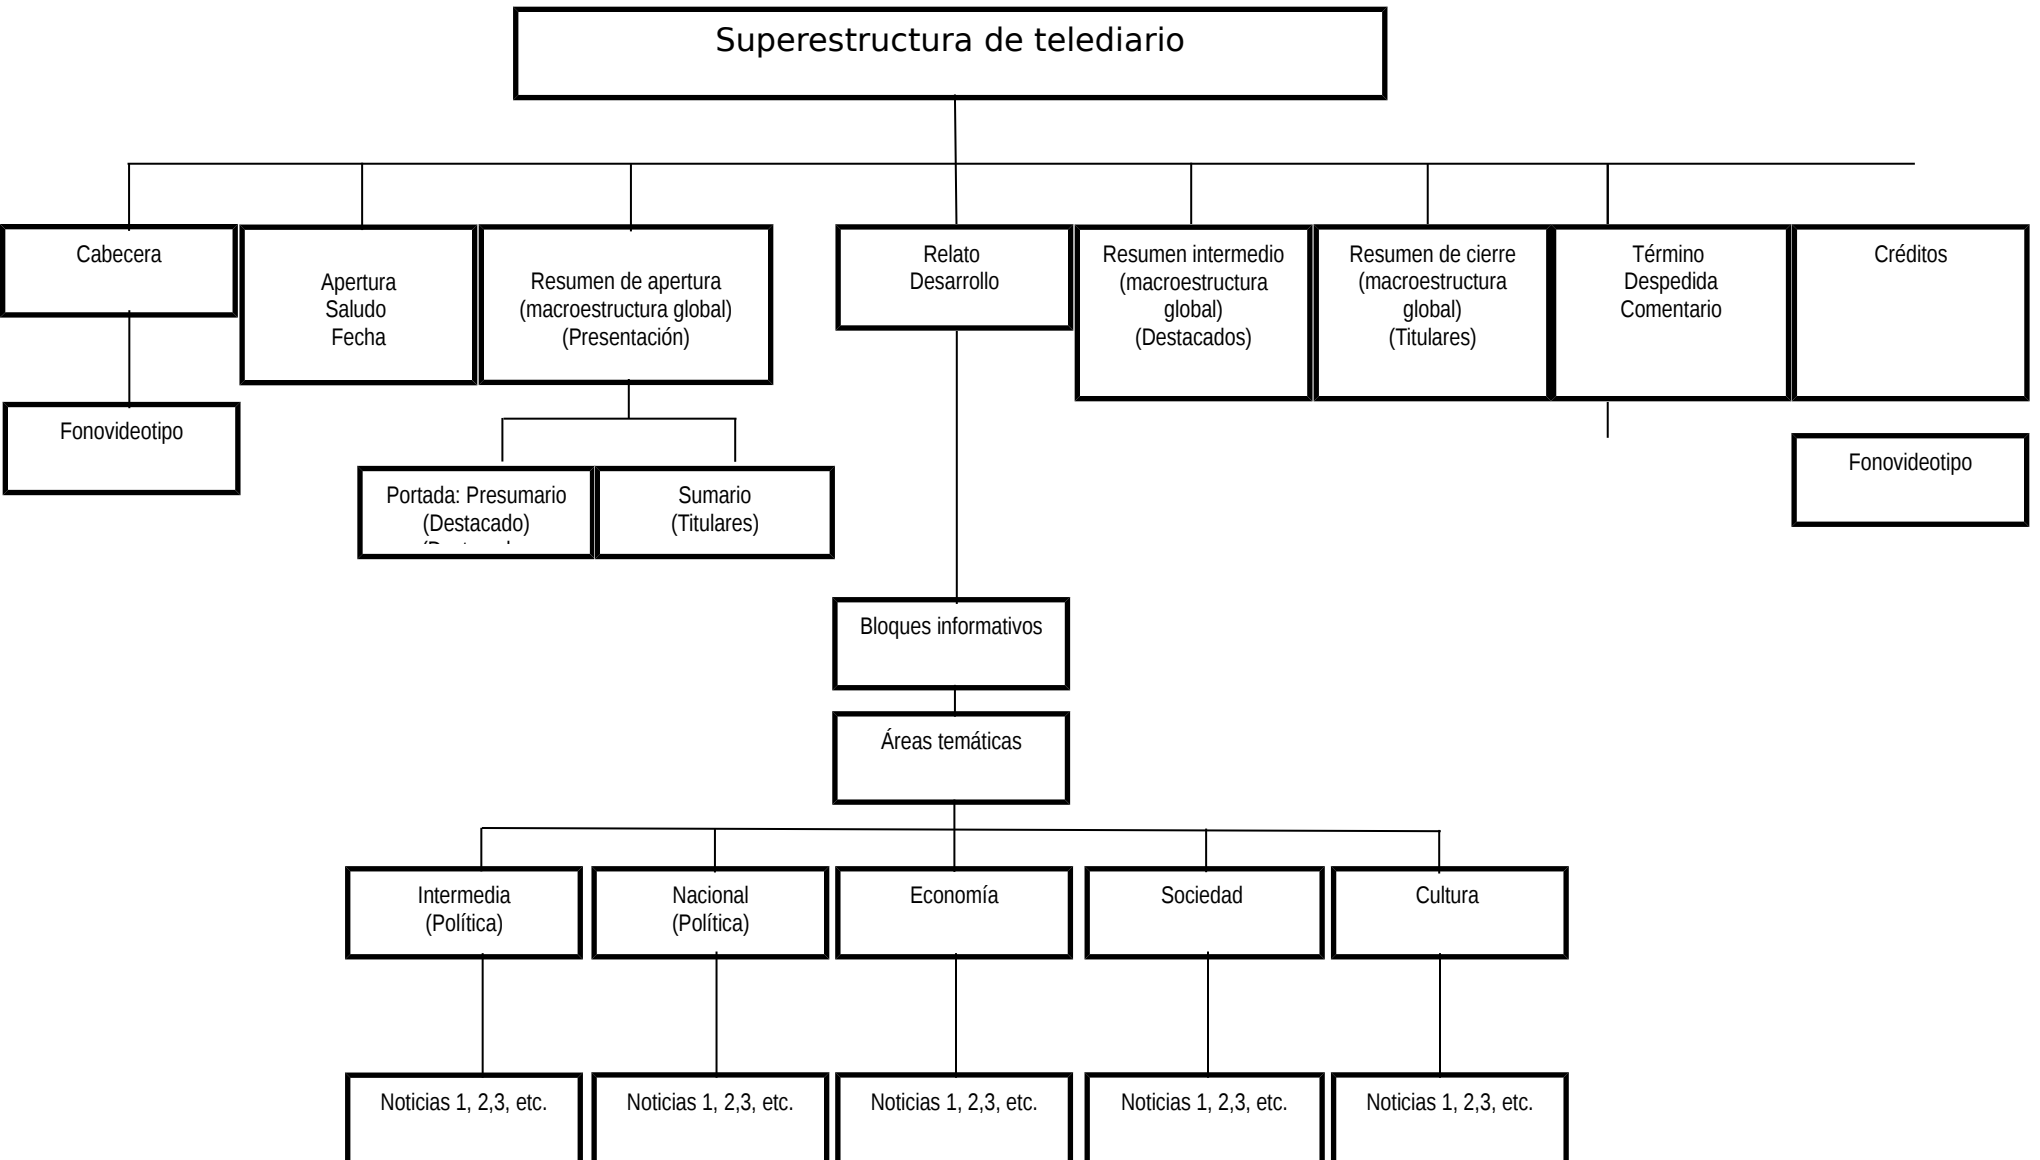 Superestructura de telediario
Cabecera
Apertura
Saludo
Fecha
Resumen de apertura
(macroestructura global)
(Presentación)
Relato
Desarrollo
Resumen intermedio
(macroestructura
global)
(Destacados)
Resumen de cierre
(macroestructura
global)
(Titulares)
Término
Despedida
Comentario
Créditos
Fonovideotipo
Portada: Presumario
(Destacado)
Sumario
(Titulares)
Fonovideotipo
Bloques informativos
Áreas temáticas
Intermedia
(Política)
Nacional
(Política)
Economía
Sociedad
Cultura
Noticias 1, 2,3, etc.
Noticias 1, 2,3, etc.
Noticias 1, 2,3, etc.
Noticias 1, 2,3, etc.
Noticias 1, 2,3, etc.